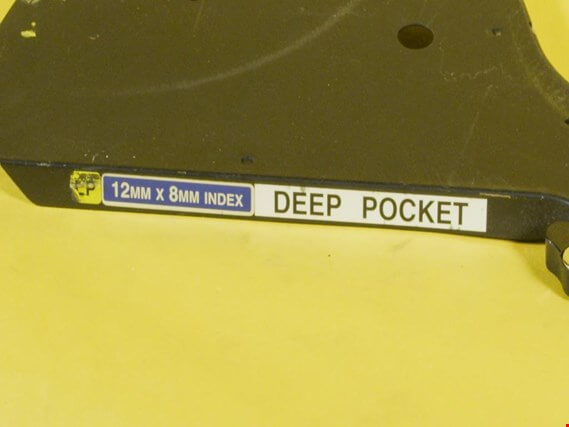 12MM X 8MM INDEX DEEP POCKET